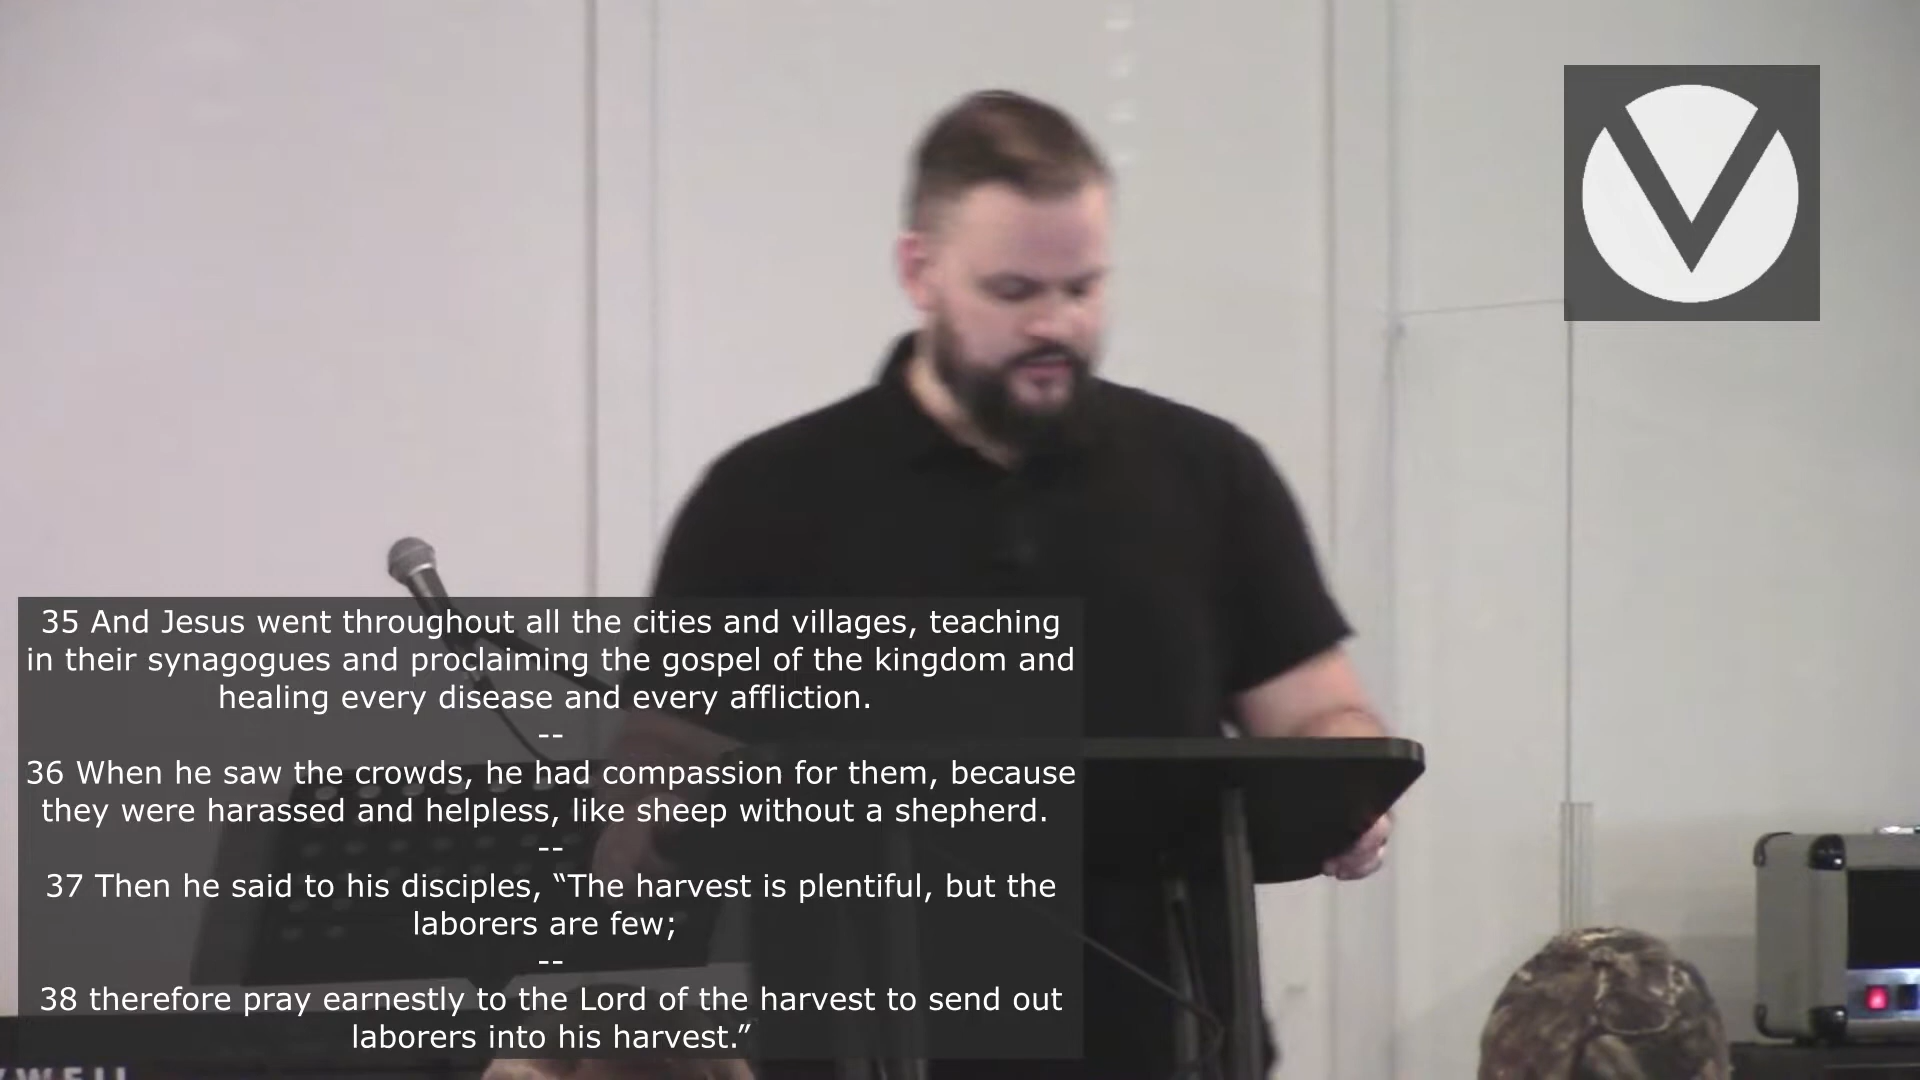 35 And Jesus went throughout all the cities and villages, teaching
in their synagogues and proclaiming the gospel of the kingdom and
healing every disease and every affliction.
--
36 When he saw the crowds, he had compassion for them, because
they were harassed and helpless, like sheep without a shepherd.
--
37 Then he said to his disciples, “The harvest is plentiful, but the
laborers are few;
--
38 therefore pray earnestly to the Lord of the harvest to send out
laborers into his harvest.”